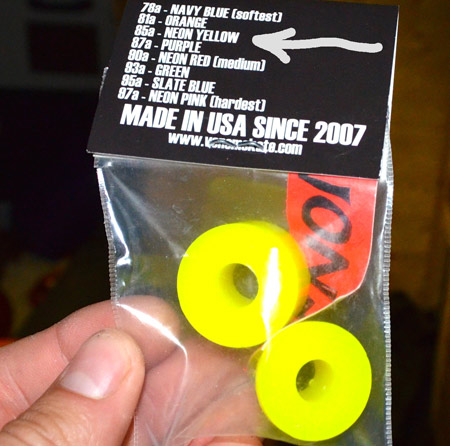 78a - NAVY BLUE (softest)
81a - ORANGE
85a - NEON YELLOW
87a - PURPLE
90a - NEON RED (medium)
93a - GREEN
95a - SLATE BLUE
97a - NEON PINK (hardest)
MADE IN USA SINCE 2007